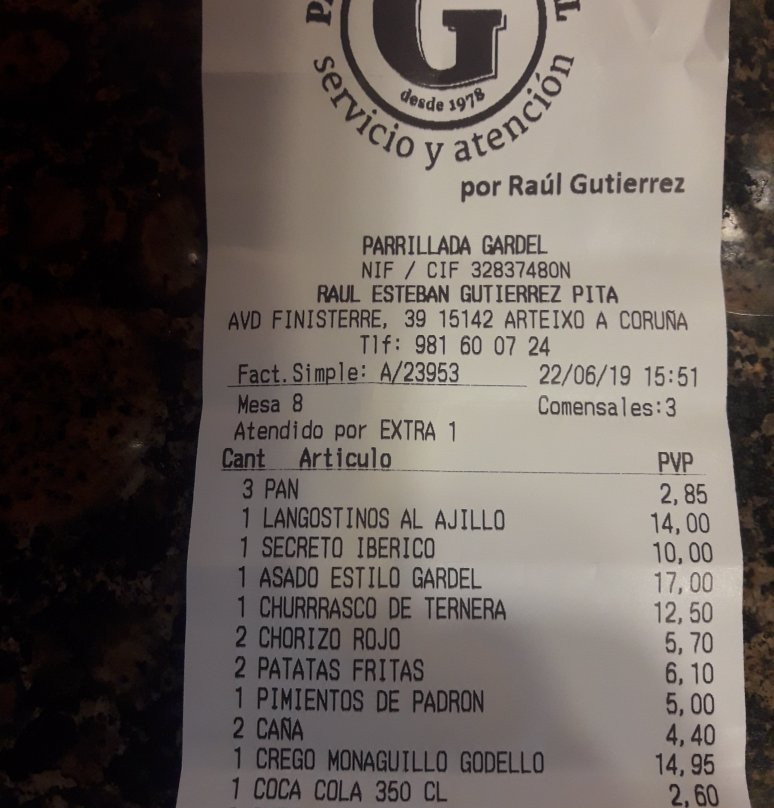 G
desde 1978
servicio y atención
por Raúl Gutierrez
PARRILLADA GARDEL
NIF / CIF 32837480N
RAUL ESTEBAN GUTIERREZ PITA
AVD FINISTERRE, 39 15142 ARTEIXO A CORUÑA
Tlf: 981 60 07 24
Fact.Simple: A/23953 22/06/19 15:51
Mesa 8 Comensales:3
Atendido por EXTRA 1
Cant Articulo PVP
3 PAN 2,85
1 LANGOSTINOS AL AJILLO 14,00
1 SECRETO IBERICO 10,00
1 ASADO ESTILO GARDEL 17,00
1 CHURRRASCO DE TERNERA 12,50
2 CHORIZO ROJO 5,70
2 PATATAS FRITAS 6,10
1 PIMIENTOS DE PADRON 5,00
2 CAÑA 4,40
1 CREGO MONAGUILLO GODELLO 14,95
1 COCA COLA 350 CL 2,60